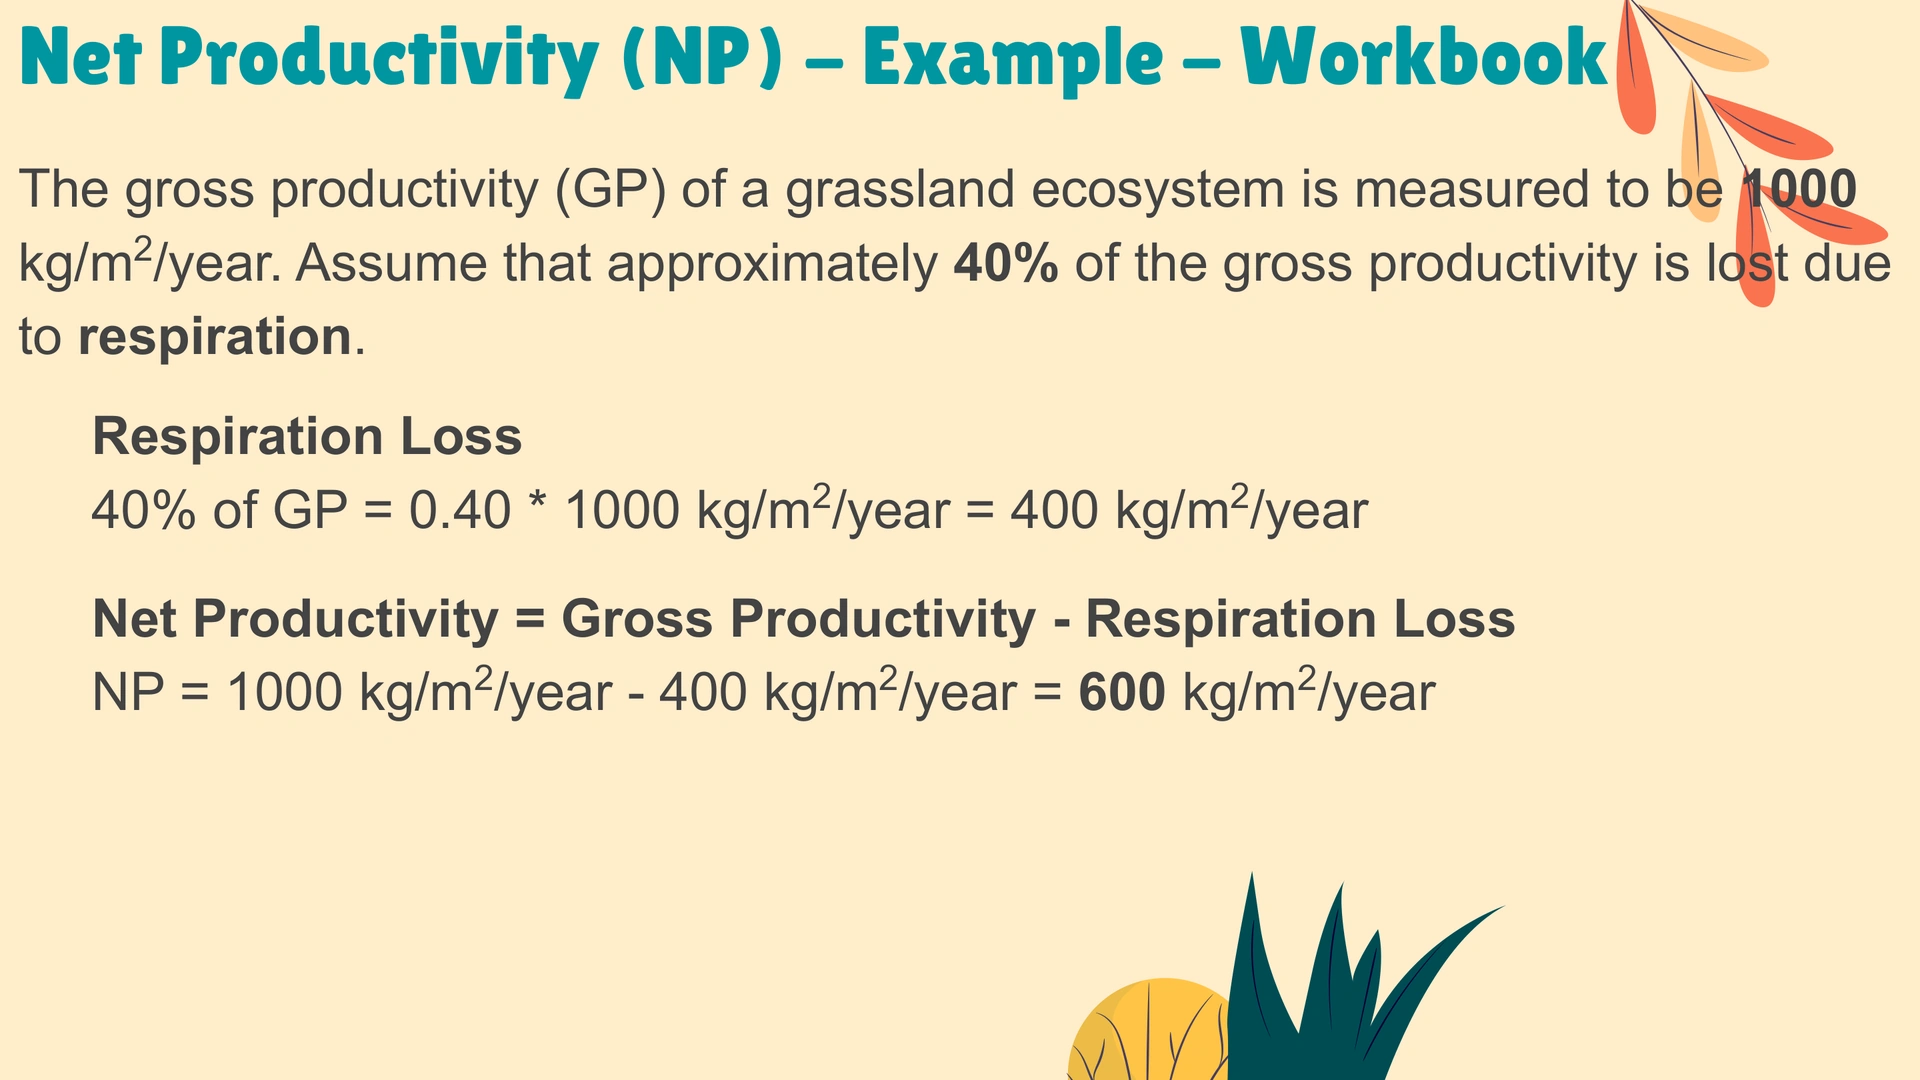 Net Productivity (NP) – Example – Workbook
The gross productivity (GP) of a grassland ecosystem is measured to be 1000
kg/m²/year. Assume that approximately 40% of the gross productivity is lost due
to respiration.
Respiration Loss
40% of GP = 0.40 * 1000 kg/m²/year = 400 kg/m²/year
Net Productivity = Gross Productivity - Respiration Loss
NP = 1000 kg/m²/year - 400 kg/m²/year = 600 kg/m²/year